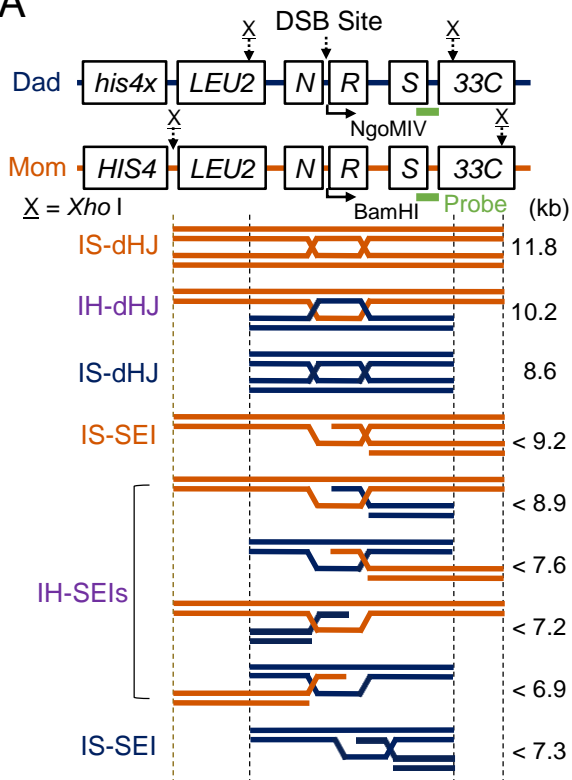 A
X DSB Site X
Dad his4x LEU2 N R S 33C
NgoMIV
X X
Mom HIS4 LEU2 N R S 33C
X = Xho I BamHI Probe (kb)
IS-dHJ 11.8
IH-dHJ 10.2
IS-dHJ 8.6
IS-SEI < 9.2
< 8.9
< 7.6
IH-SEIs
< 7.2
< 6.9
IS-SEI < 7.3